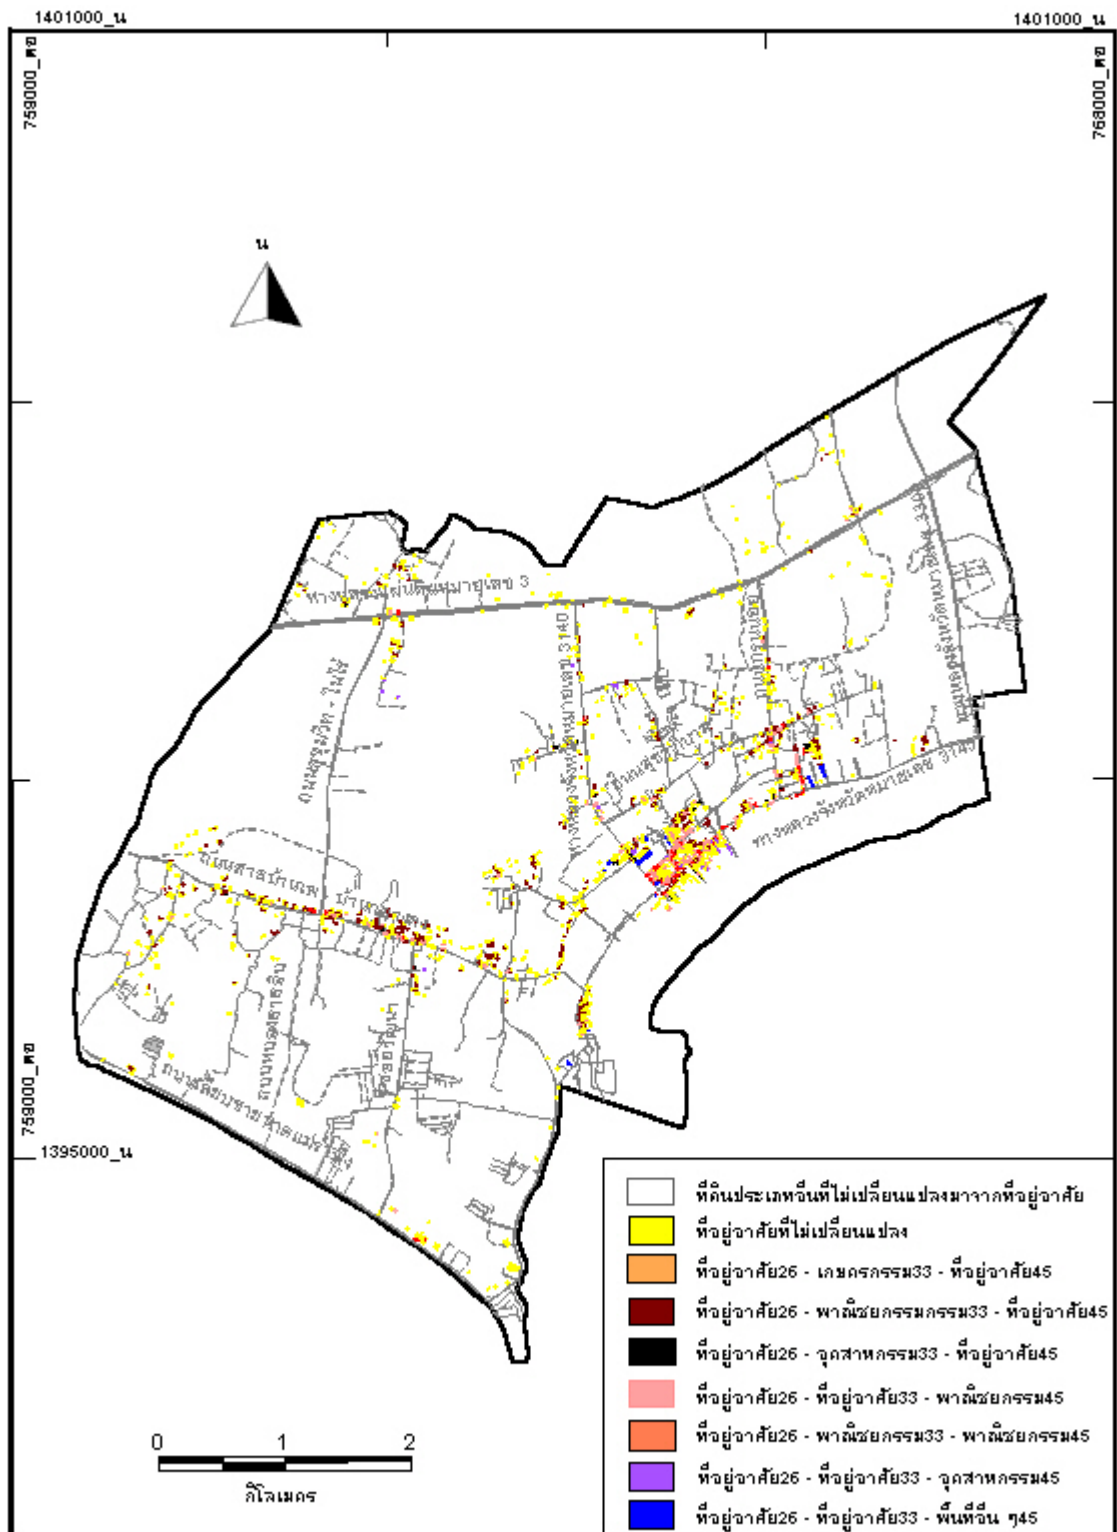 1401000_น
1401000_น
759000_ตอ
768000_ตอ
น
ทางหลวงแผ่นดินหมายเลข 3
ทางหลวงจังหวัดหมายเลข 3140
ถนนสุขุมวิท - ในไร่
ทางหลวงจังหวัดหมายเลข 3140
759000_ตอ
1395000_น
0 1 2
กิโลเมตร
ที่ดินประเภทอื่นที่ไม่เปลี่ยนแปลงมาจากที่อยู่อาศัย
ที่อยู่อาศัยที่ไม่เปลี่ยนแปลง
ที่อยู่อาศัย26 - เกษตรกรรม33 - ที่อยู่อาศัย45
ที่อยู่อาศัย26 - พาณิชยกรรมกรรม33 - ที่อยู่อาศัย45
ที่อยู่อาศัย26 - อุตสาหกรรม33 - ที่อยู่อาศัย45
ที่อยู่อาศัย26 - ที่อยู่อาศัย33 - พาณิชยกรรม45
ที่อยู่อาศัย26 - พาณิชยกรรม33 - พาณิชยกรรม45
ที่อยู่อาศัย26 - ที่อยู่อาศัย33 - อุตสาหกรรม45
ที่อยู่อาศัย26 - ที่อยู่อาศัย33 - พื้นที่อื่น ๆ45